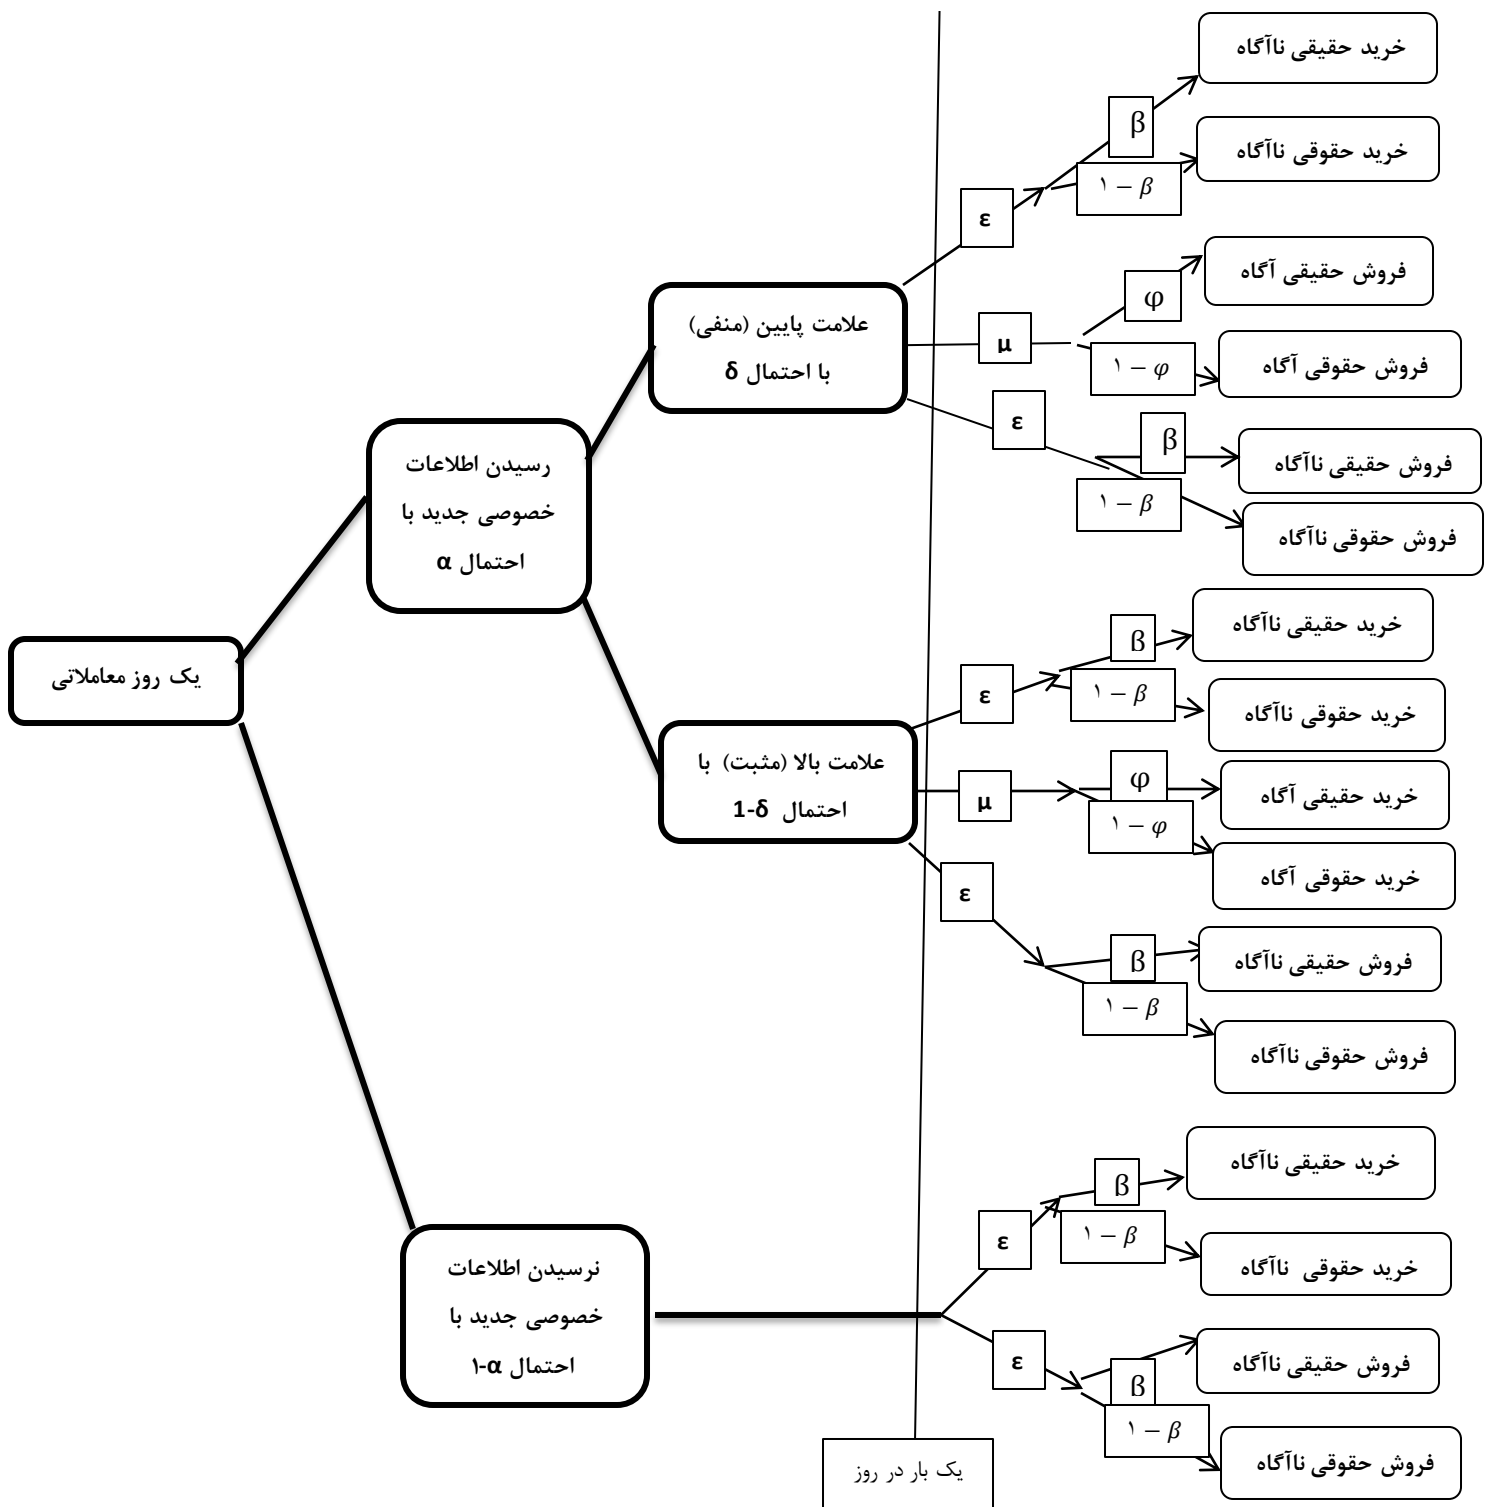 خرید حقیقی ناآگاه
β
خرید حقوقی ناآگاه
۱ − β
ε
فروش حقیقی آگاه
φ
علامت پایین (منفی)
با احتمال δ
μ
فروش حقوقی آگاه
۱ − φ
ε
β
فروش حقیقی ناآگاه
۱ − β
فروش حقوقی ناآگاه
رسیدن اطلاعات
خصوصی جدید با
احتمال α
یک روز معاملاتی
خرید حقیقی ناآگاه
β
ε
۱ − β
خرید حقوقی ناآگاه
علامت بالا (مثبت) با
احتمال 1-δ
μ
φ
خرید حقیقی آگاه
۱ − φ
خرید حقوقی آگاه
ε
β
فروش حقیقی ناآگاه
۱ − β
فروش حقوقی ناآگاه
خرید حقیقی ناآگاه
β
ε
۱ − β
خرید حقوقی ناآگاه
نرسیدن اطلاعات
خصوصی جدید با
احتمال ۱-α
ε
فروش حقیقی ناآگاه
β
۱ − β
فروش حقوقی ناآگاه
یک بار در روز